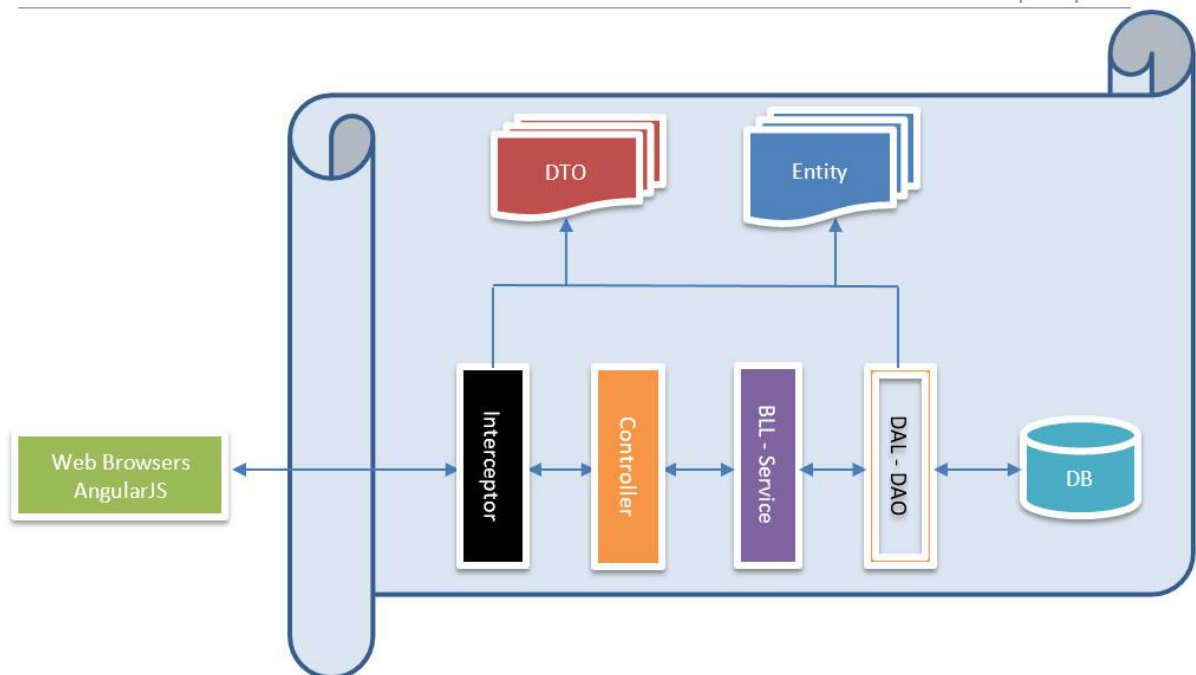 DTO
Entity
Web Browsers
AngularJS
Interceptor
Controller
BLL - Service
DAL - DAO
DB